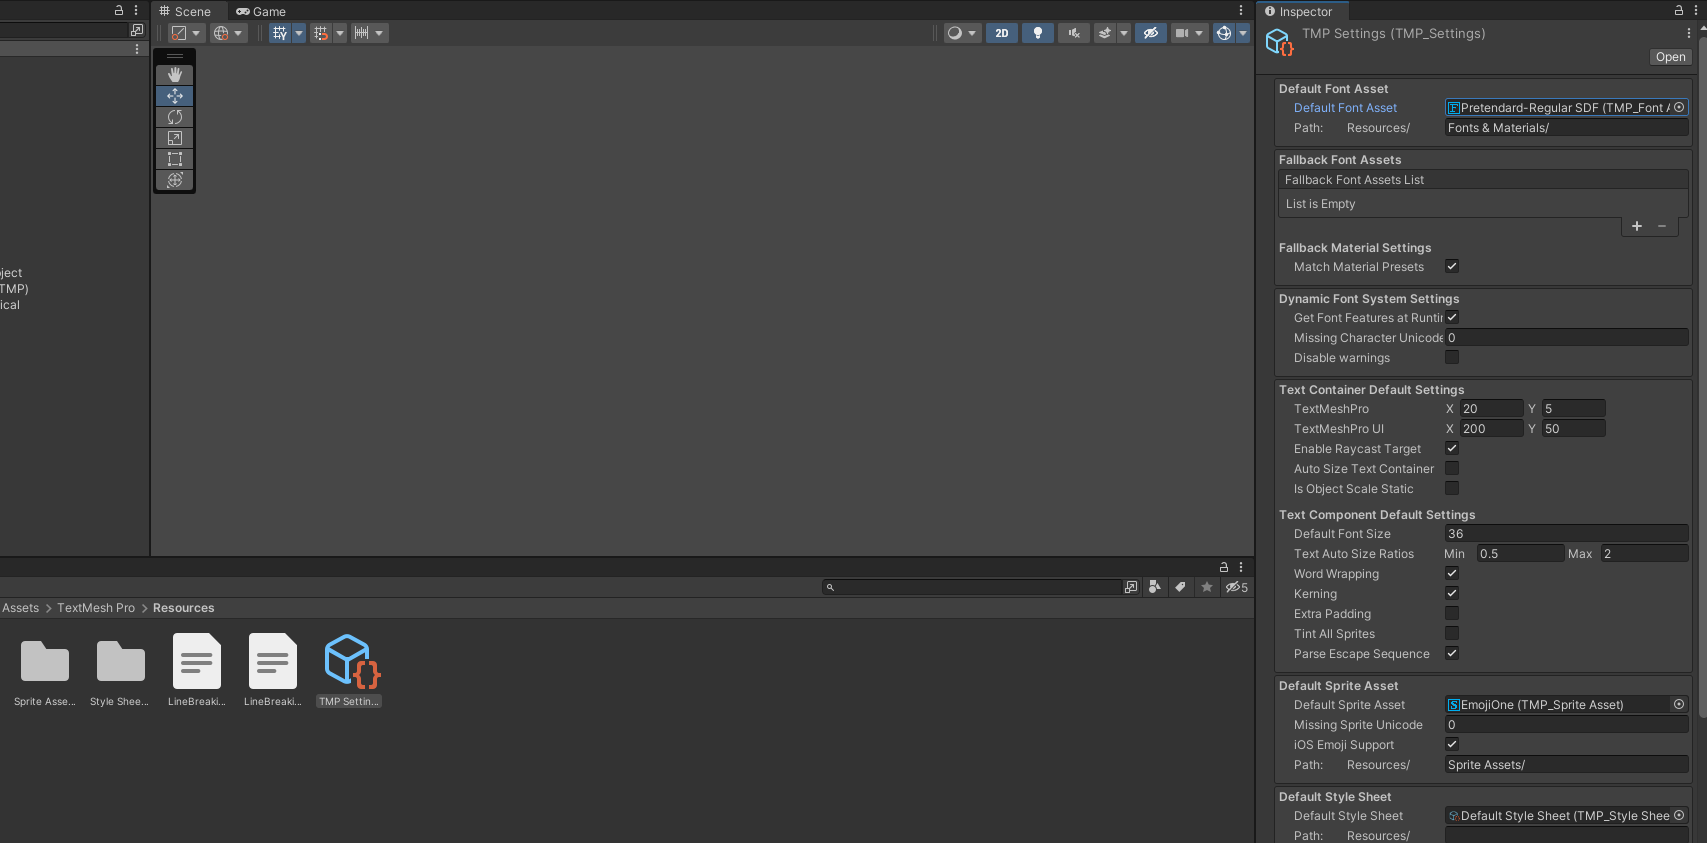 Scene
Game
2D
ject
TMP)
ical
Assets > TextMesh Pro > Resources
5
Sprite Asse...
Style Shee...
LineBreaki...
LineBreaki...
TMP Settin...
Inspector
TMP Settings (TMP_Settings)
Open
Default Font Asset
Default Font Asset Pretendard-Regular SDF (TMP_Font A
Path: Resources/ Fonts & Materials/
Fallback Font Assets
Fallback Font Assets List
List is Empty
Fallback Material Settings
Match Material Presets
Dynamic Font System Settings
Get Font Features at Runtir
Missing Character Unicode 0
Disable warnings
Text Container Default Settings
TextMeshPro X 20 Y 5
TextMeshPro UI X 200 Y 50
Enable Raycast Target
Auto Size Text Container
Is Object Scale Static
Text Component Default Settings
Default Font Size 36
Text Auto Size Ratios Min 0.5 Max 2
Word Wrapping
Kerning
Extra Padding
Tint All Sprites
Parse Escape Sequence
Default Sprite Asset
Default Sprite Asset EmojiOne (TMP_Sprite Asset)
Missing Sprite Unicode 0
iOS Emoji Support
Path: Resources/ Sprite Assets/
Default Style Sheet
Default Style Sheet Default Style Sheet (TMP_Style Shee
Path: Resources/